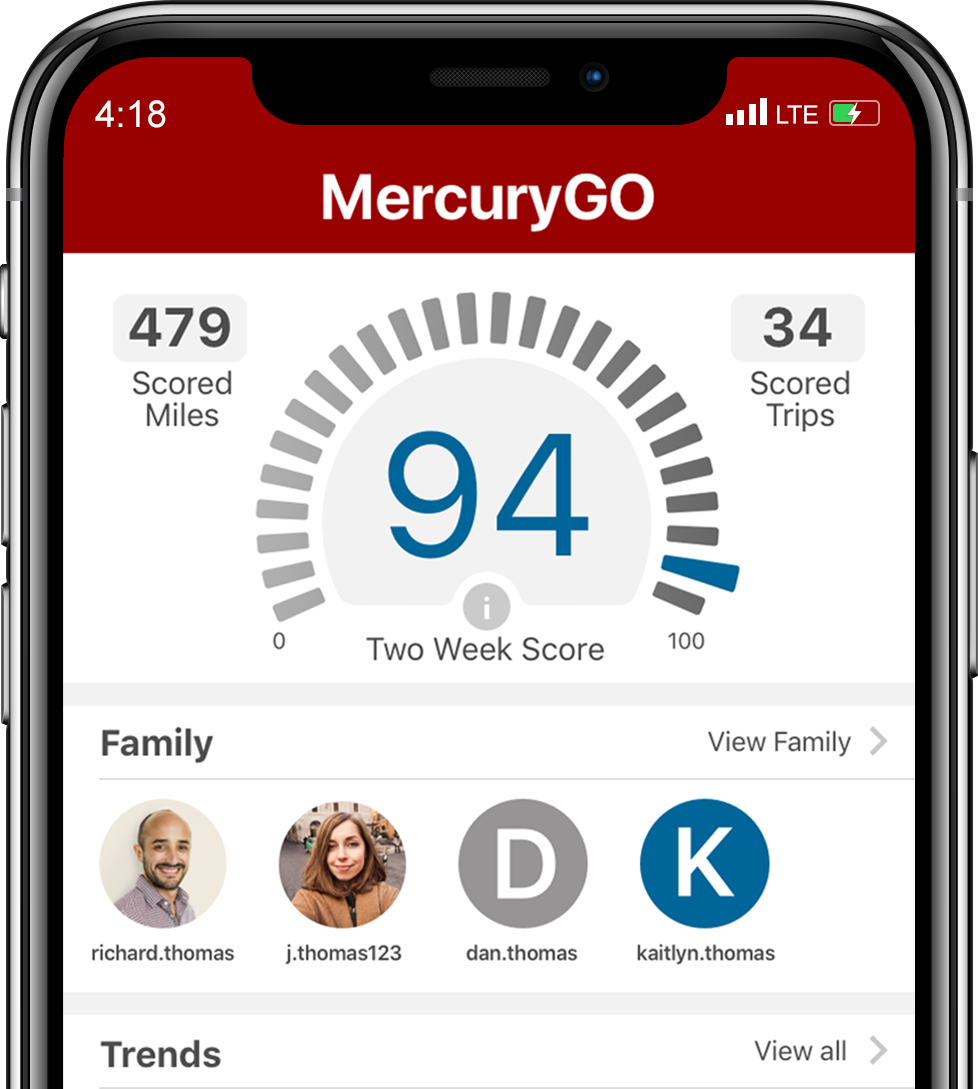 4:18
LTE
MercuryGO
479
Scored
Miles
34
Scored
Trips
94
i
0
Two Week Score
100
Family
View Family
D
K
richard.thomas
j.thomas123
dan.thomas
kaitlyn.thomas
Trends
View all